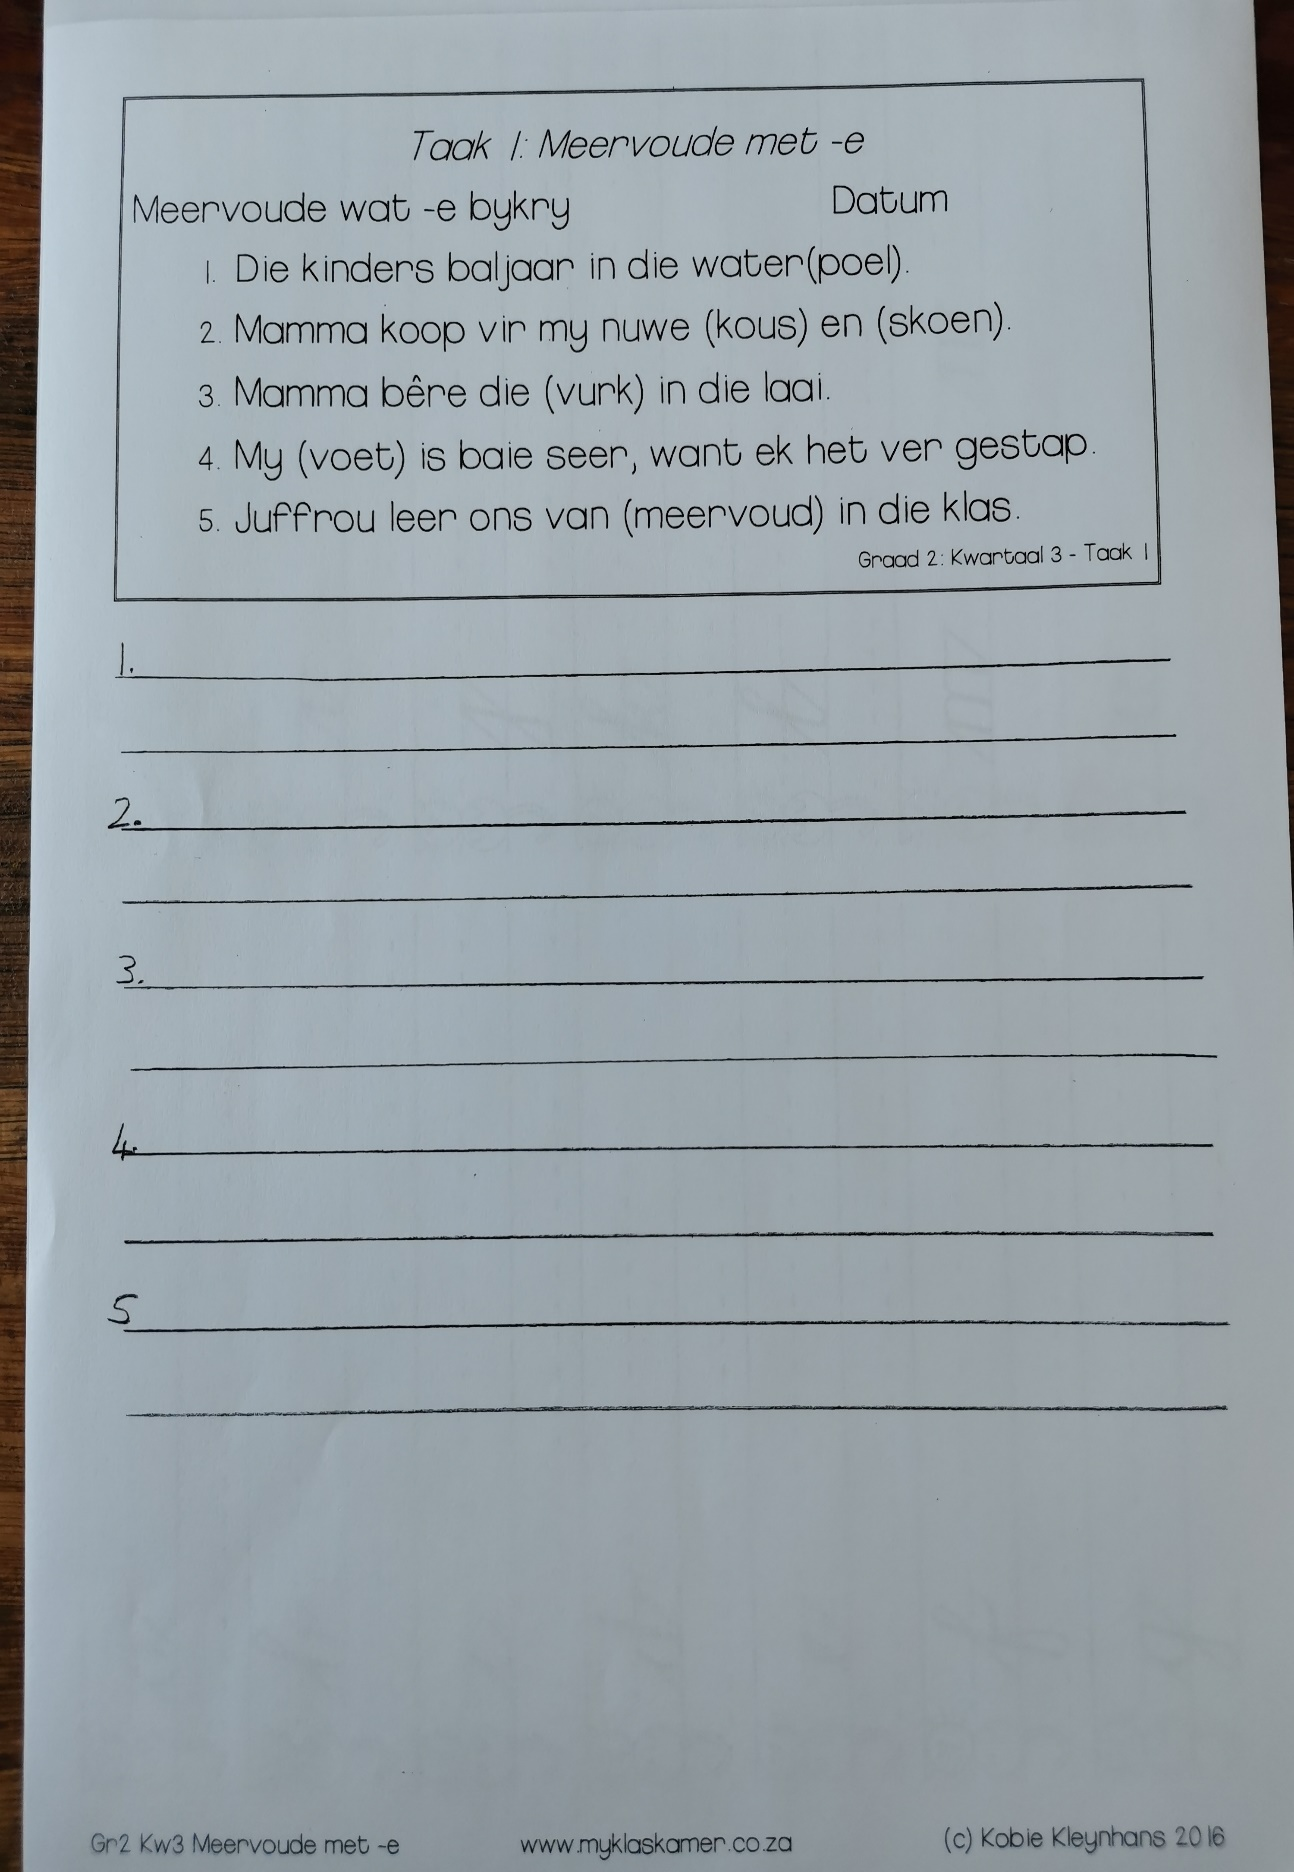 Taak 1: Meervoude met -e
Meervoude wat -e bykry Datum
1. Die kinders baljaar in die water(poel).
2. Mamma koop vir my nuwe (kous) en (skoen).
3. Mamma bêre die (vurk) in die laai.
4. My (voet) is baie seer, want ek het ver gestap.
5. Juffrou leer ons van (meervoud) in die klas.
Graad 2: Kwartaal 3 - Taak 1
1.
2.
3.
4.
5
Gr2 Kw3 Meervoude met -e www.myklaskamer.co.za (c) Kobie Kleynhans 2016